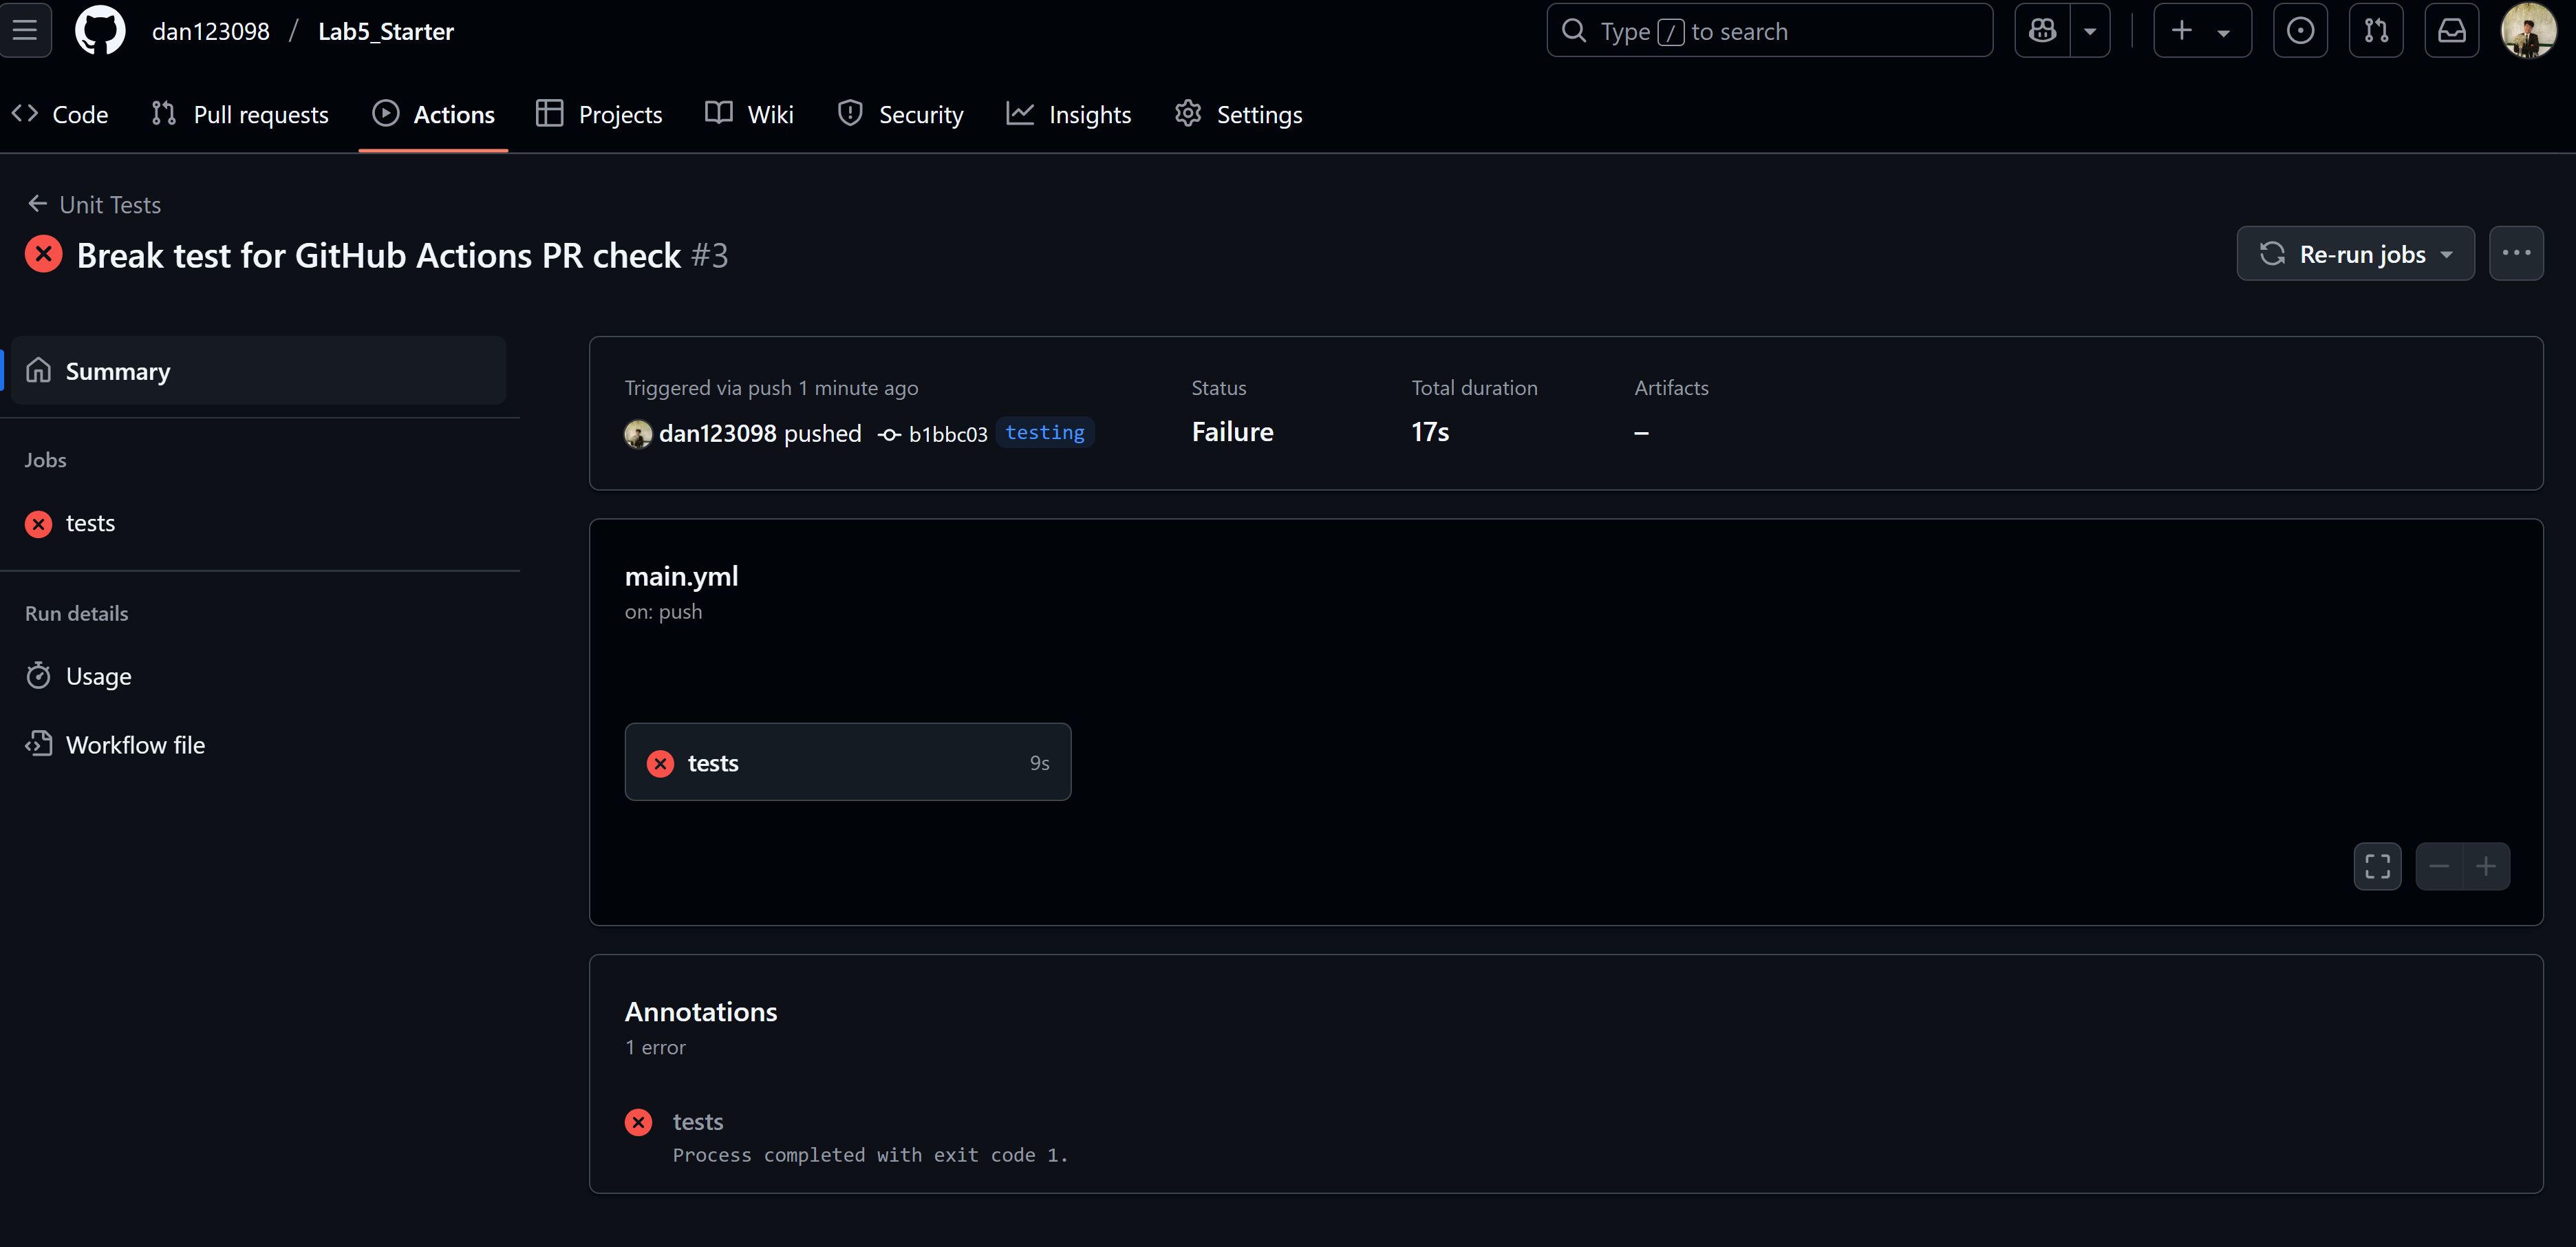 dan123098 / Lab5_Starter
Type / to search
Code Pull requests Actions Projects Wiki Security Insights Settings
Unit Tests
Break test for GitHub Actions PR check #3
Re-run jobs
Summary
Jobs
tests
Run details
Usage
Workflow file
Triggered via push 1 minute ago
dan123098 pushed b1bbc03 testing
Status
Failure
Total duration
17s
Artifacts
–
main.yml
on: push
tests 9s
Annotations
1 error
tests
Process completed with exit code 1.